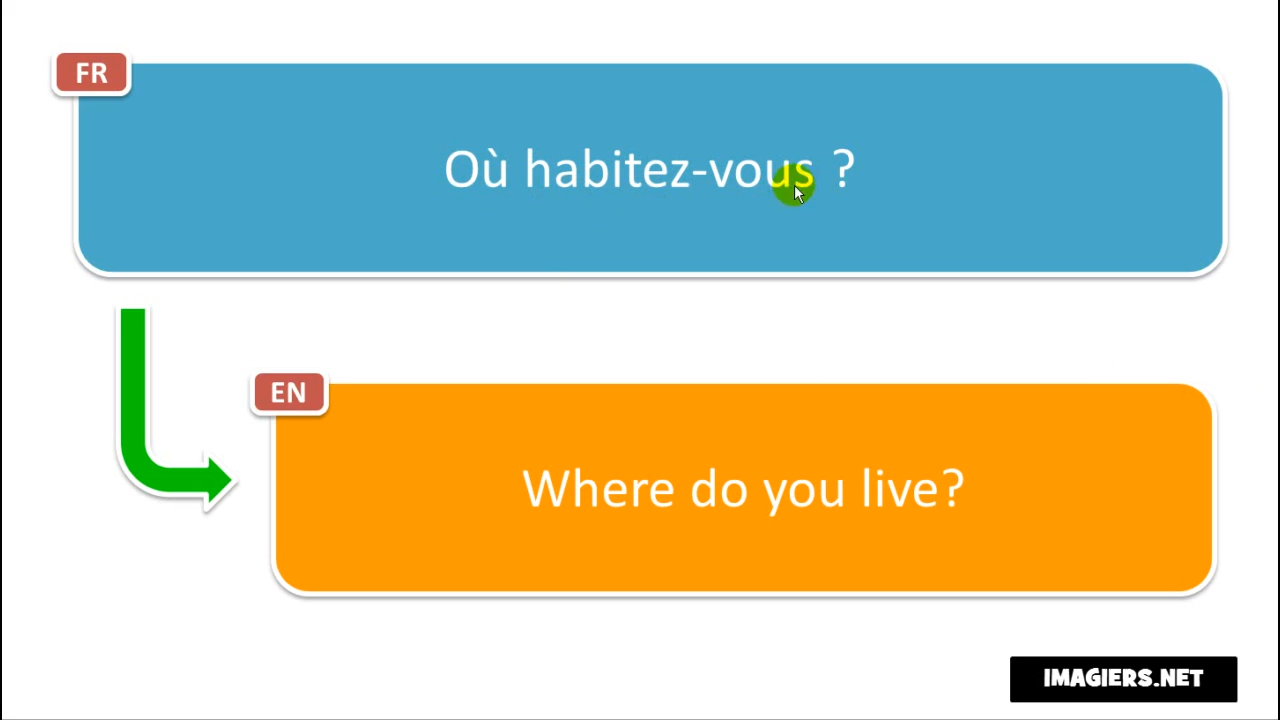 FR
Où habitez-vous ?
EN
Where do you live?
IMAGIERS.NET